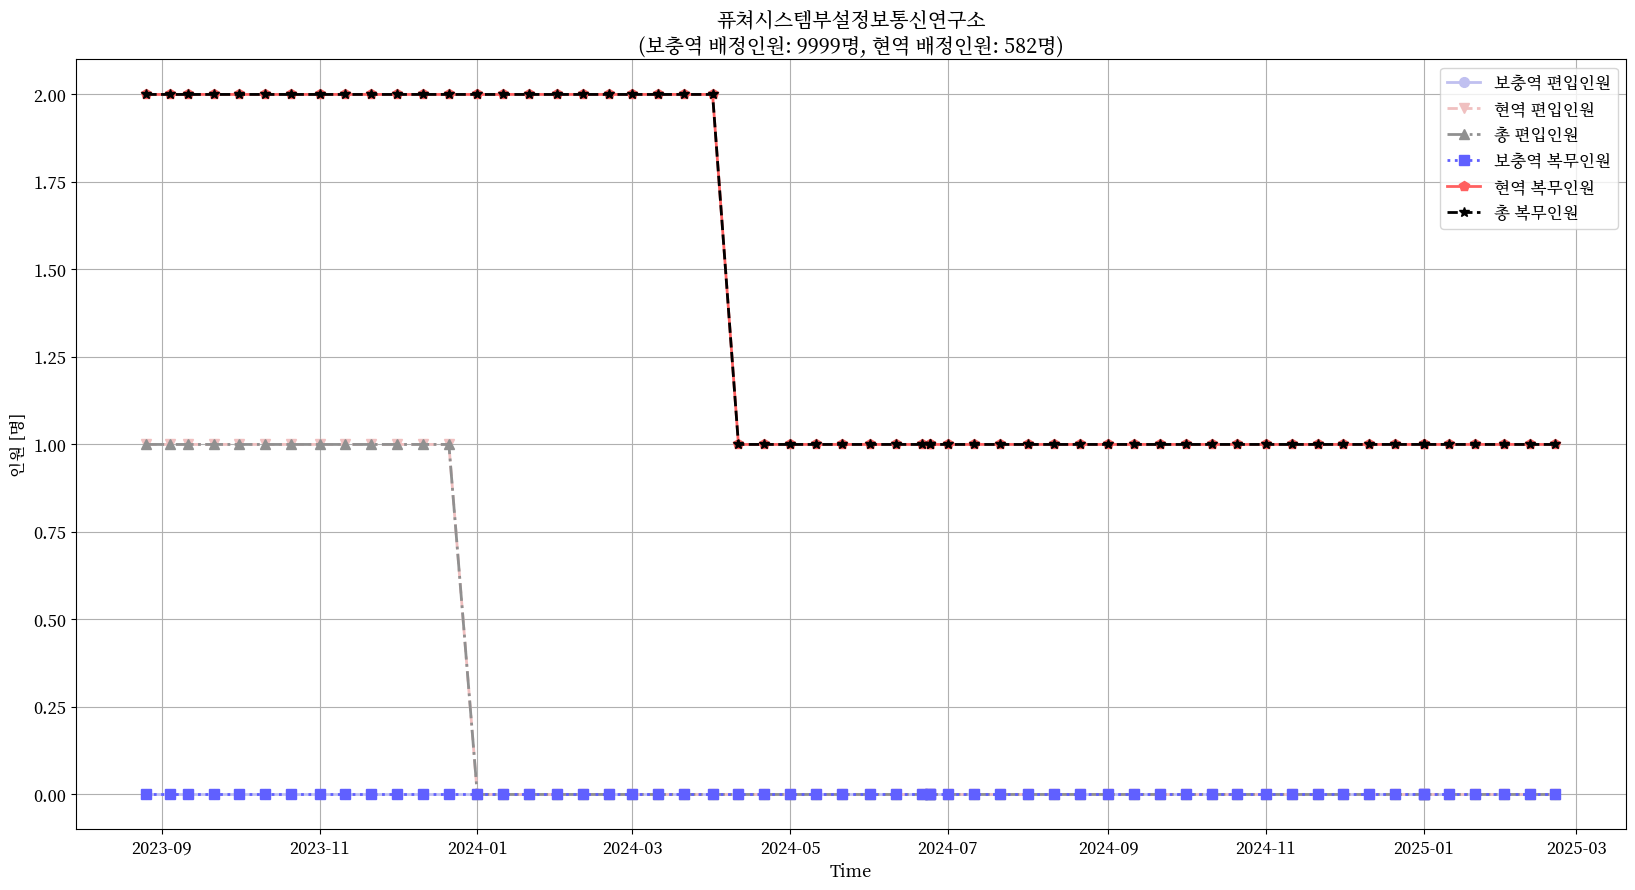 퓨쳐시스템부설정보통신연구소
(보충역 배정인원: 9999명, 현역 배정인원: 582명)
보충역 편입인원
현역 편입인원
총 편입인원
보충역 복무인원
현역 복무인원
총 복무인원
2.00
1.75
1.50
1.25
1.00
0.75
0.50
0.25
0.00
인원 [명]
2023-09
2023-11
2024-01
2024-03
2024-05
2024-07
2024-09
2024-11
2025-01
2025-03
Time